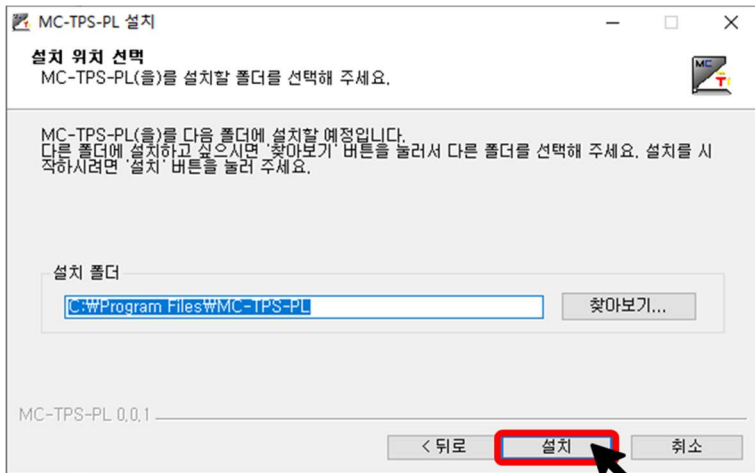 MC-TPS-PL 설치
설치 위치 선택
MC-TPS-PL(을)를 설치할 폴더를 선택해 주세요.
MC
T
MC-TPS-PL(을)를 다음 폴더에 설치할 예정입니다.
다른 폴더에 설치하고 싶으시면 '찾아보기' 버튼을 눌러서 다른 폴더를 선택해 주세요. 설치를 시
작하시려면 '설치' 버튼을 눌러 주세요.
설치 폴더
C:₩Program Files₩MC-TPS-PL
찾아보기...
MC-TPS-PL 0.0.1
< 뒤로
설치
취소